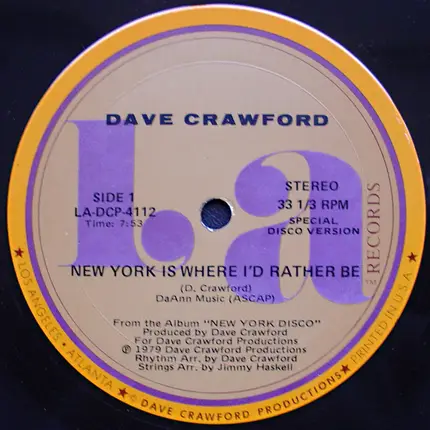 DAVE CRAWFORD
La
RECORDS
™
SIDE 1
LA-DCP-4112
Time: 7:53
STEREO
33 1/3 RPM
SPECIAL
DISCO VERSION
NEW YORK IS WHERE I'D RATHER BE
(D. Crawford)
DaAnn Music (ASCAP)
From the Album "NEW YORK DISCO"
Produced by Dave Crawford
For Dave Crawford Productions
℗ 1979 Dave Crawford Productions
Rhythm Arr. by Dave Crawford
Strings Arr. by Jimmy Haskell
★ LOS ANGELES • ATLANTA ★ © DAVE CRAWFORD PRODUCTIONS ★ PRINTED IN U.S.A. ★